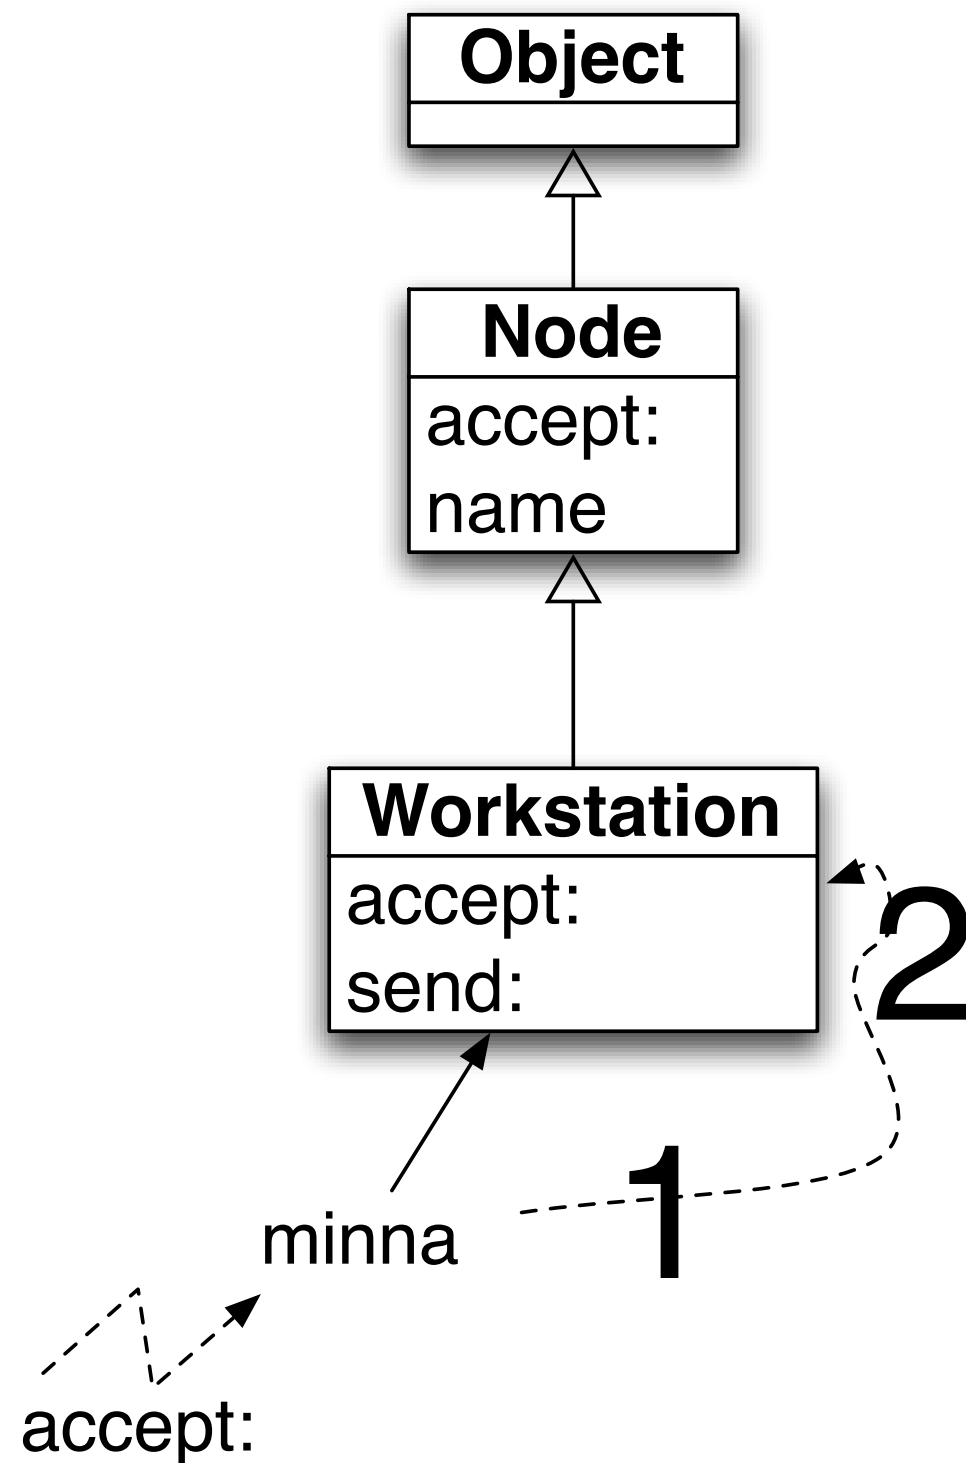 Object
Node
accept:
name
Workstation
accept:
send:
2
1
minna
accept: